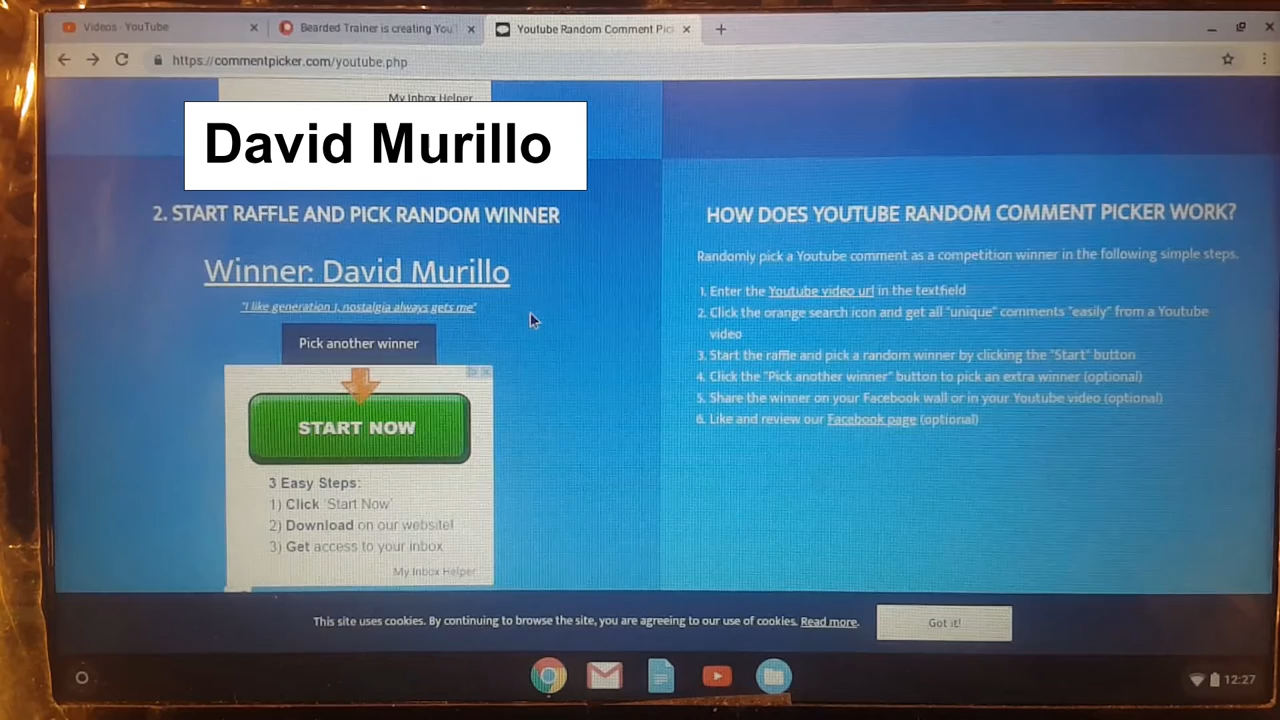 Videos - YouTube
Bearded Trainer is creating You
Youtube Random Comment Pic
https://commentpicker.com/youtube.php
My Inbox Helper
David Murillo
2. START RAFFLE AND PICK RANDOM WINNER
Winner: David Murillo
"I like generation 1, nostalgia always gets me"
Pick another winner
START NOW
3 Easy Steps:
1) Click 'Start Now'
2) Download on our website!
3) Get access to your inbox
My Inbox Helper
HOW DOES YOUTUBE RANDOM COMMENT PICKER WORK?
Randomly pick a Youtube comment as a competition winner in the following simple steps.
1. Enter the Youtube video url in the textfield
2. Click the orange search icon and get all "unique" comments "easily" from a Youtube
video
3. Start the raffle and pick a random winner by clicking the "Start" button
4. Click the "Pick another winner" button to pick an extra winner (optional)
5. Share the winner on your Facebook wall or in your Youtube video (optional)
6. Like and review our Facebook page (optional)
This site uses cookies. By continuing to browse the site, you are agreeing to our use of cookies. Read more.
Got it!
12:27